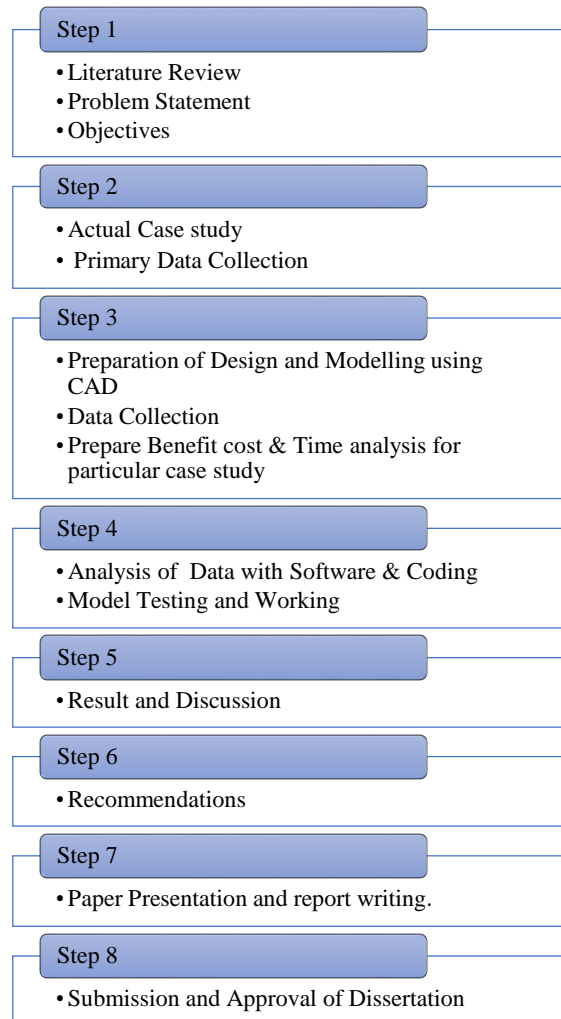 Step 1
•Literature Review
•Problem Statement
•Objectives
Step 2
•Actual Case study
• Primary Data Collection
Step 3
•Preparation of Design and Modelling using
CAD
•Data Collection
•Prepare Benefit cost & Time analysis for
particular case study
Step 4
•Analysis of Data with Software & Coding
•Model Testing and Working
Step 5
•Result and Discussion
Step 6
•Recommendations
Step 7
•Paper Presentation and report writing.
Step 8
•Submission and Approval of Dissertation